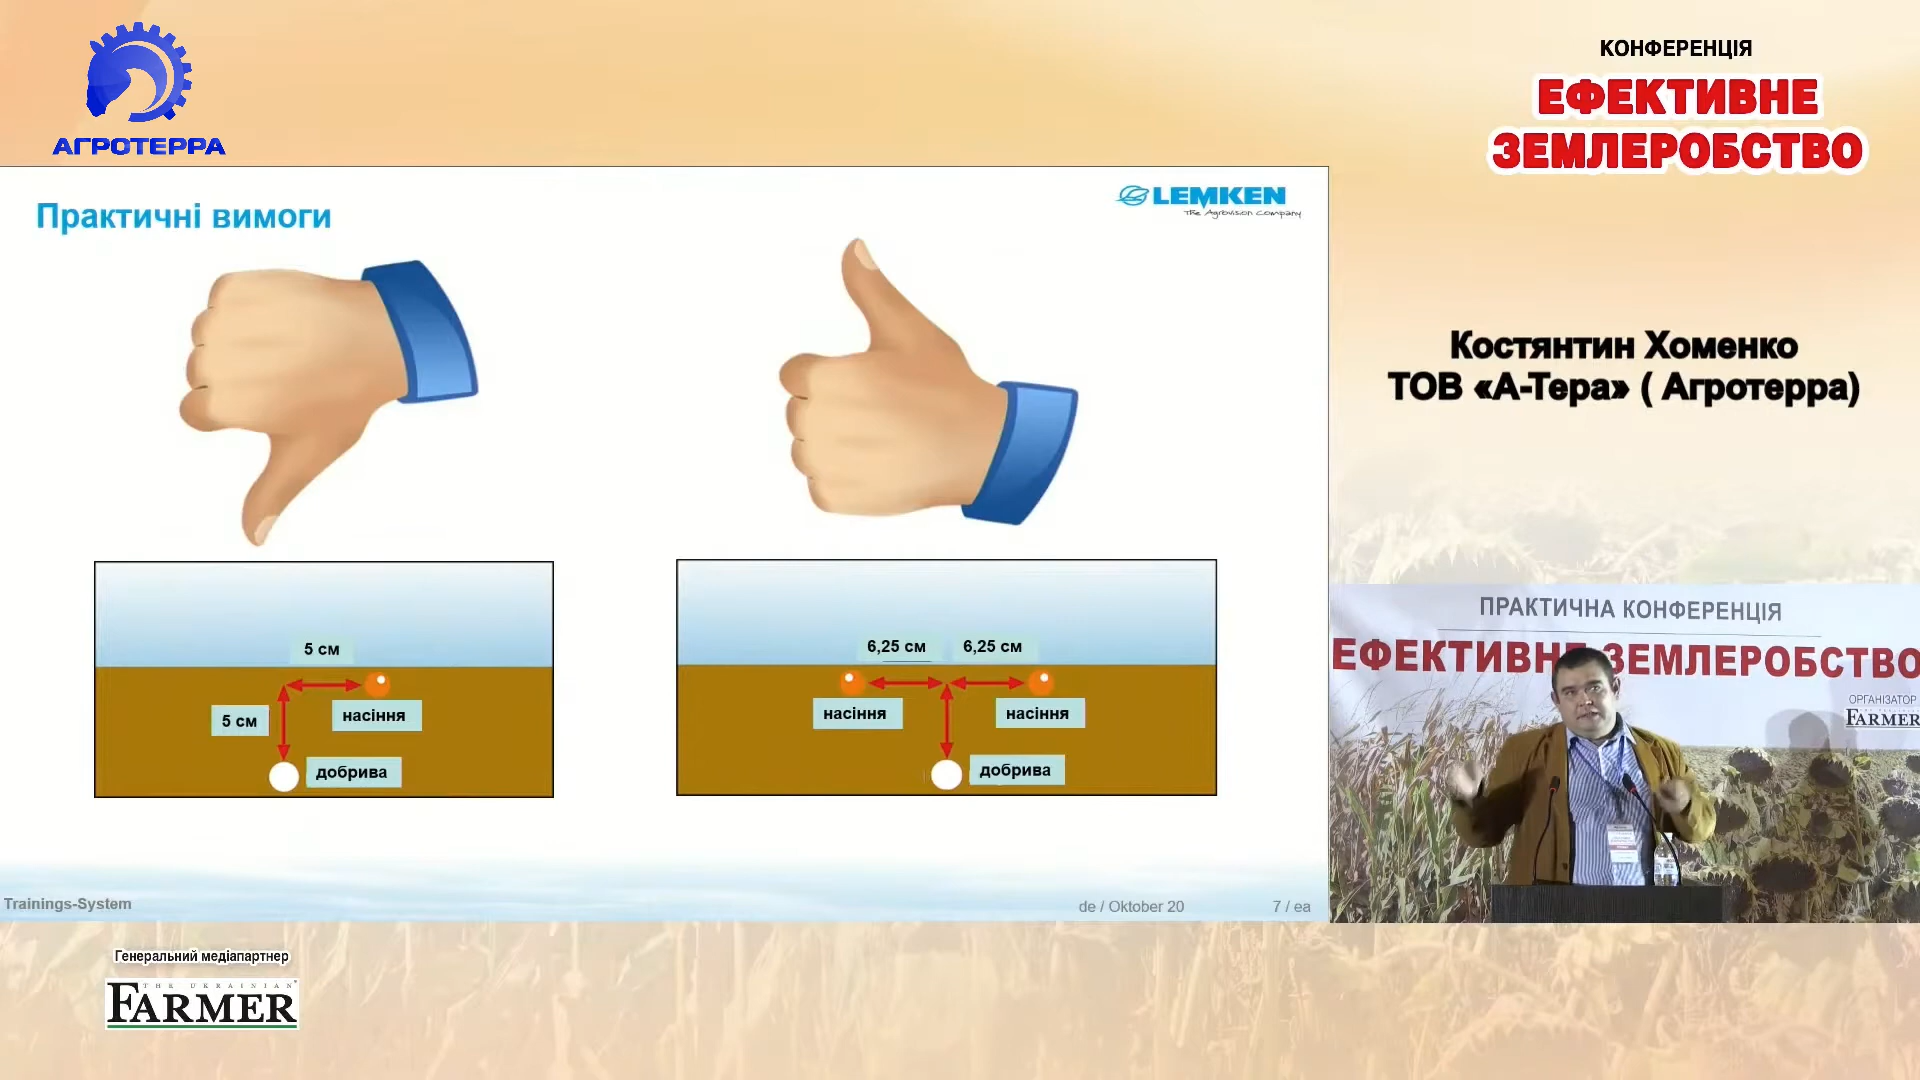 АГРОТЕРРА
КОНФЕРЕНЦІЯ
ЕФЕКТИВНЕ
ЗЕМЛЕРОБСТВО
Практичні вимоги
LEMKEN
The Agrovision Company
Костянтин Хоменко
ТОВ «А-Тера» ( Агротерра)
5 см
5 см
насіння
добрива
6,25 см 6,25 см
насіння насіння
добрива
ПРАКТИЧНА КОНФЕРЕНЦІЯ
ЕФЕКТИВНЕ ЗЕМЛЕРОБСТВО
ОРГАНІЗАТОР
FARMER
Trainings-System
de / Oktober 20
7 / ea
Генеральний медіапартнер
THE UKRAINIAN
FARMER